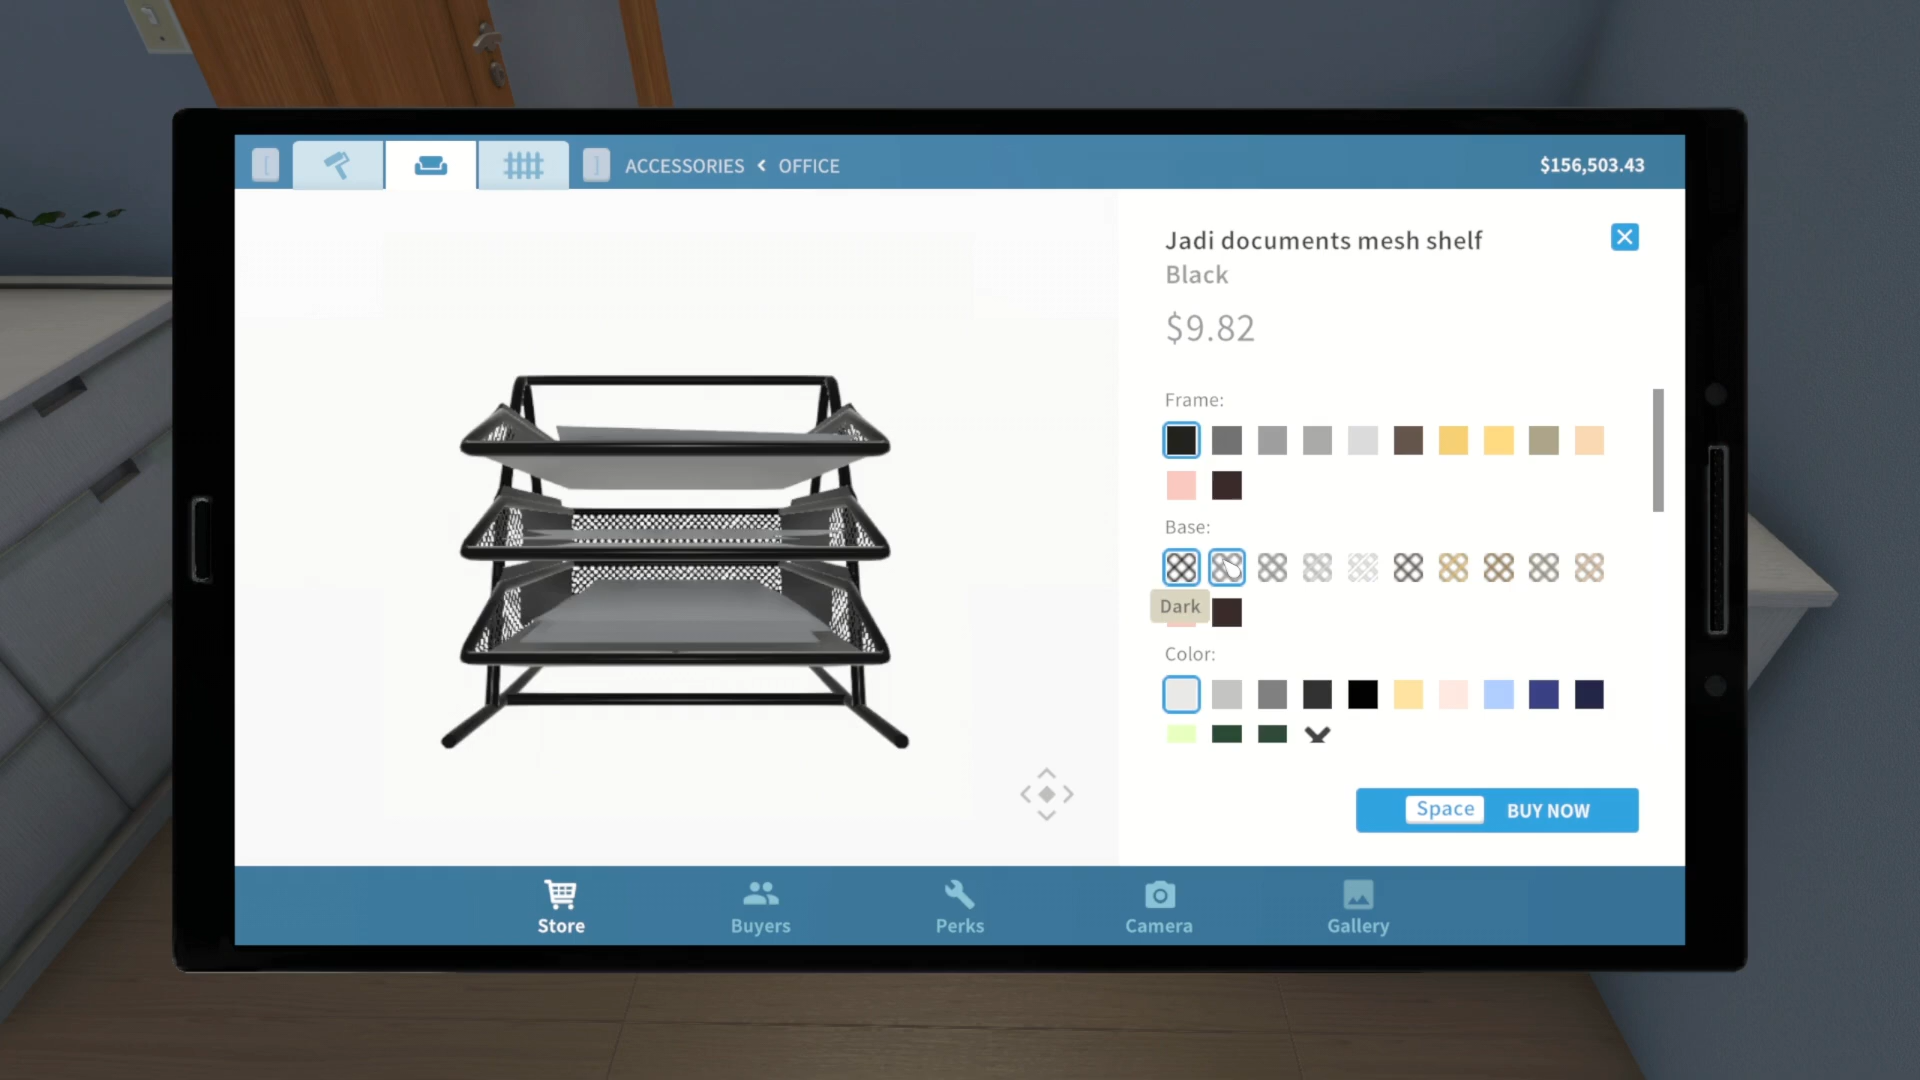 [
]
ACCESSORIES < OFFICE
$156,503.43
Jadi documents mesh shelf
Black
$9.82
Frame:
Base:
Dark
Color:
Space BUY NOW
Store
Buyers
Perks
Camera
Gallery